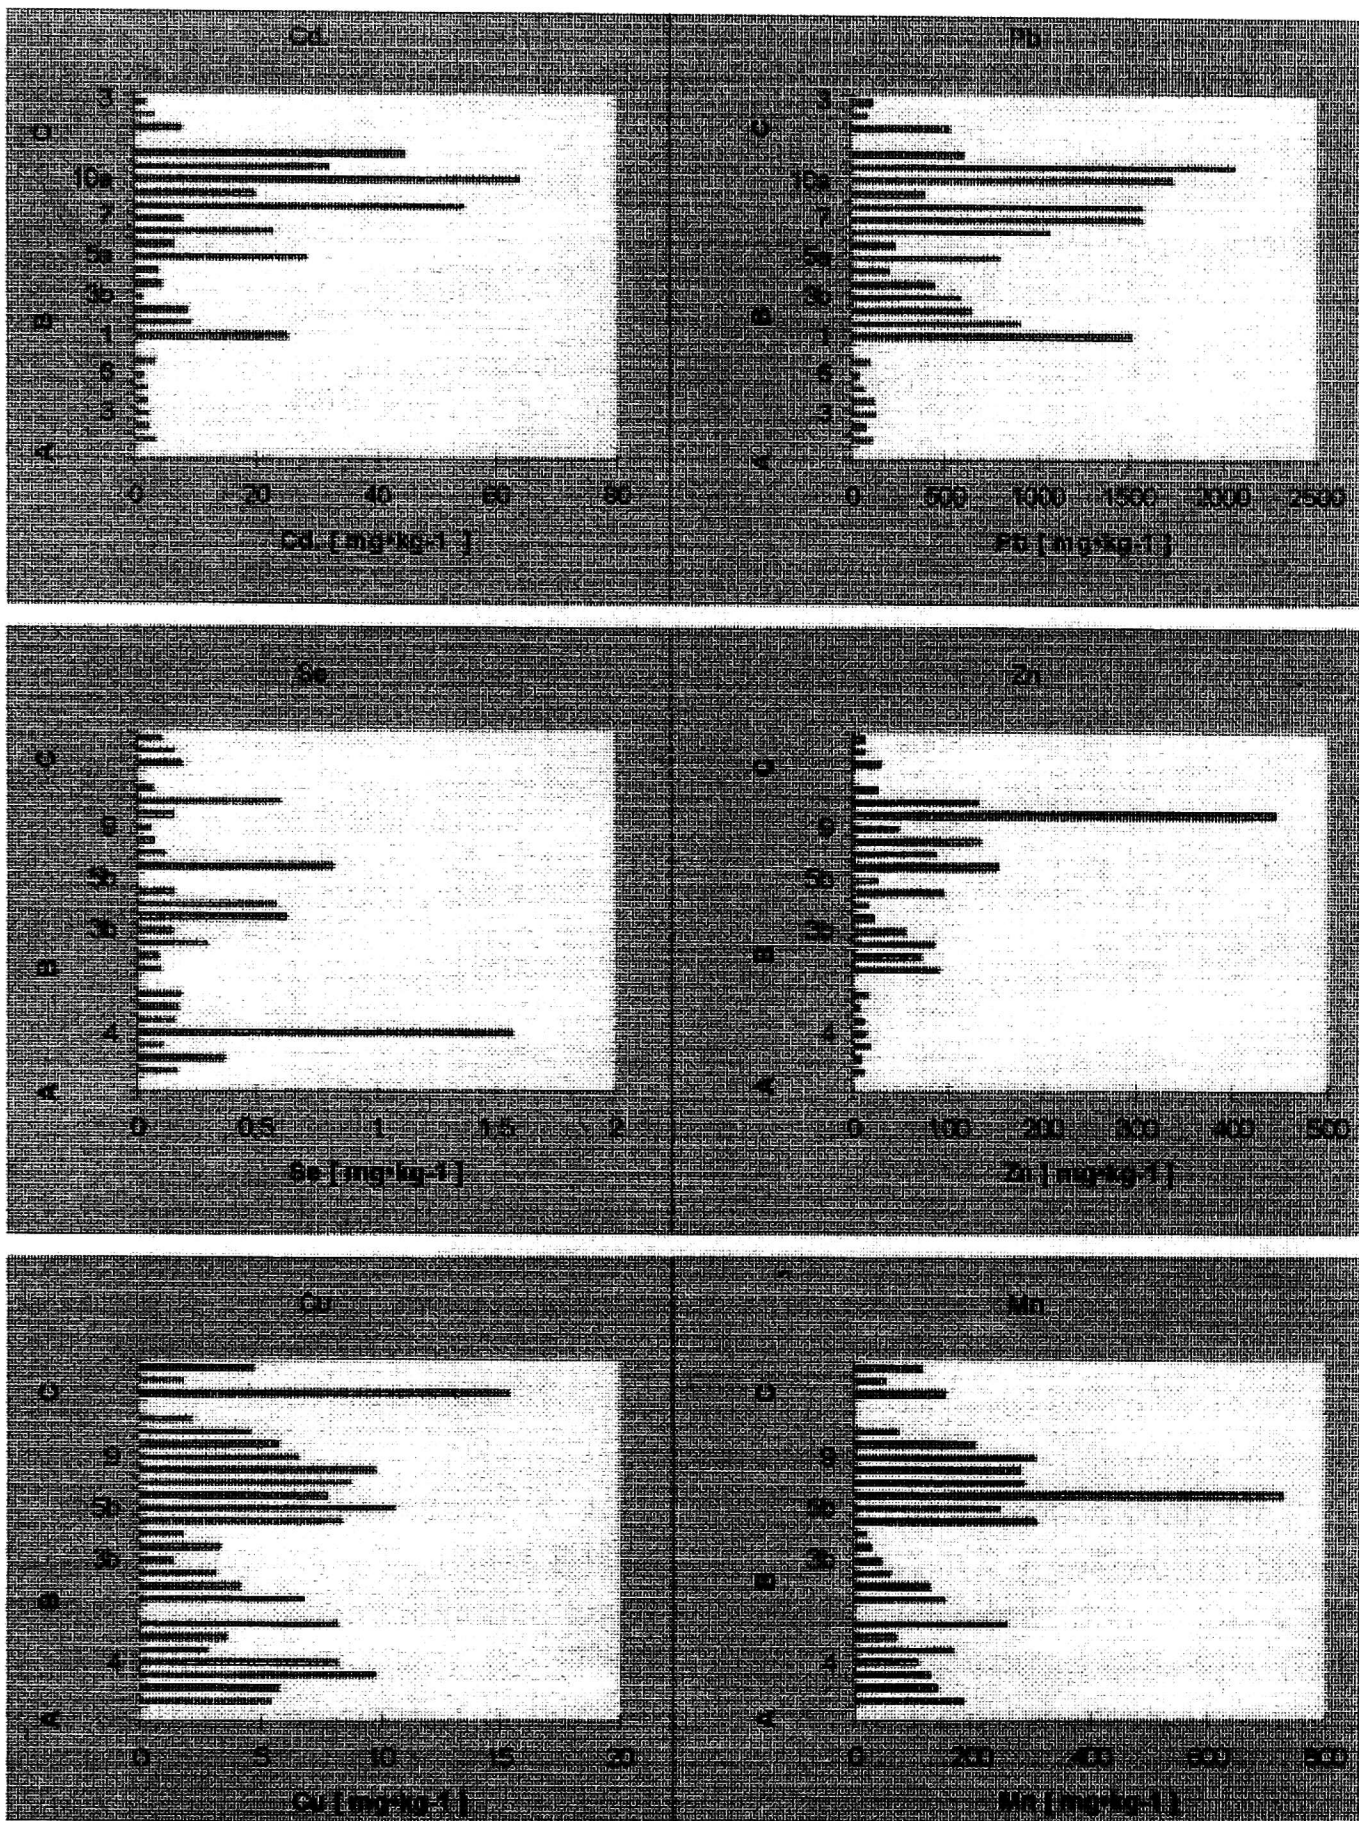 Cd
3
C
10a
7
5a
3b
B
1
6
3
A
0 20 40 60 80
Cd. [ mg•kg-1 ]
Pb
3
C
10a
7
5a
3b
B
1
6
3
A
0 500 1000 1500 2000 2500
Pb [ mg•kg-1 ]
Se
C
9
5b
3b
B
4
A
0 0,5 1 1,5 2
Se [ mg•kg-1 ]
Zn
C
9
5b
3b
B
4
A
0 100 200 300 400 500
Zn [ mg•kg-1 ]
Cu
C
9
5b
3b
B
4
A
0 5 10 15 20
Cu [ mg•kg-1 ]
Mn
C
9
5b
3b
B
4
A
0 200 400 600 800
Mn [ mg•kg-1 ]